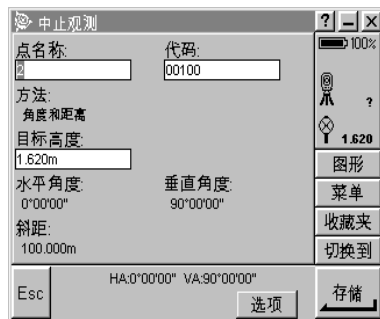 中止观测 ? – ×
100%
点名称: 代码:
2 00100
方法:
角度和距离
?
目标高度:
1.620
1.620m
图形
水平角度: 垂直角度:
菜单
0°00'00" 90°00'00"
斜距:
收藏夹
100.000m
切换到
HA:0°00'00" VA:90°00'00"
Esc
选项
存储